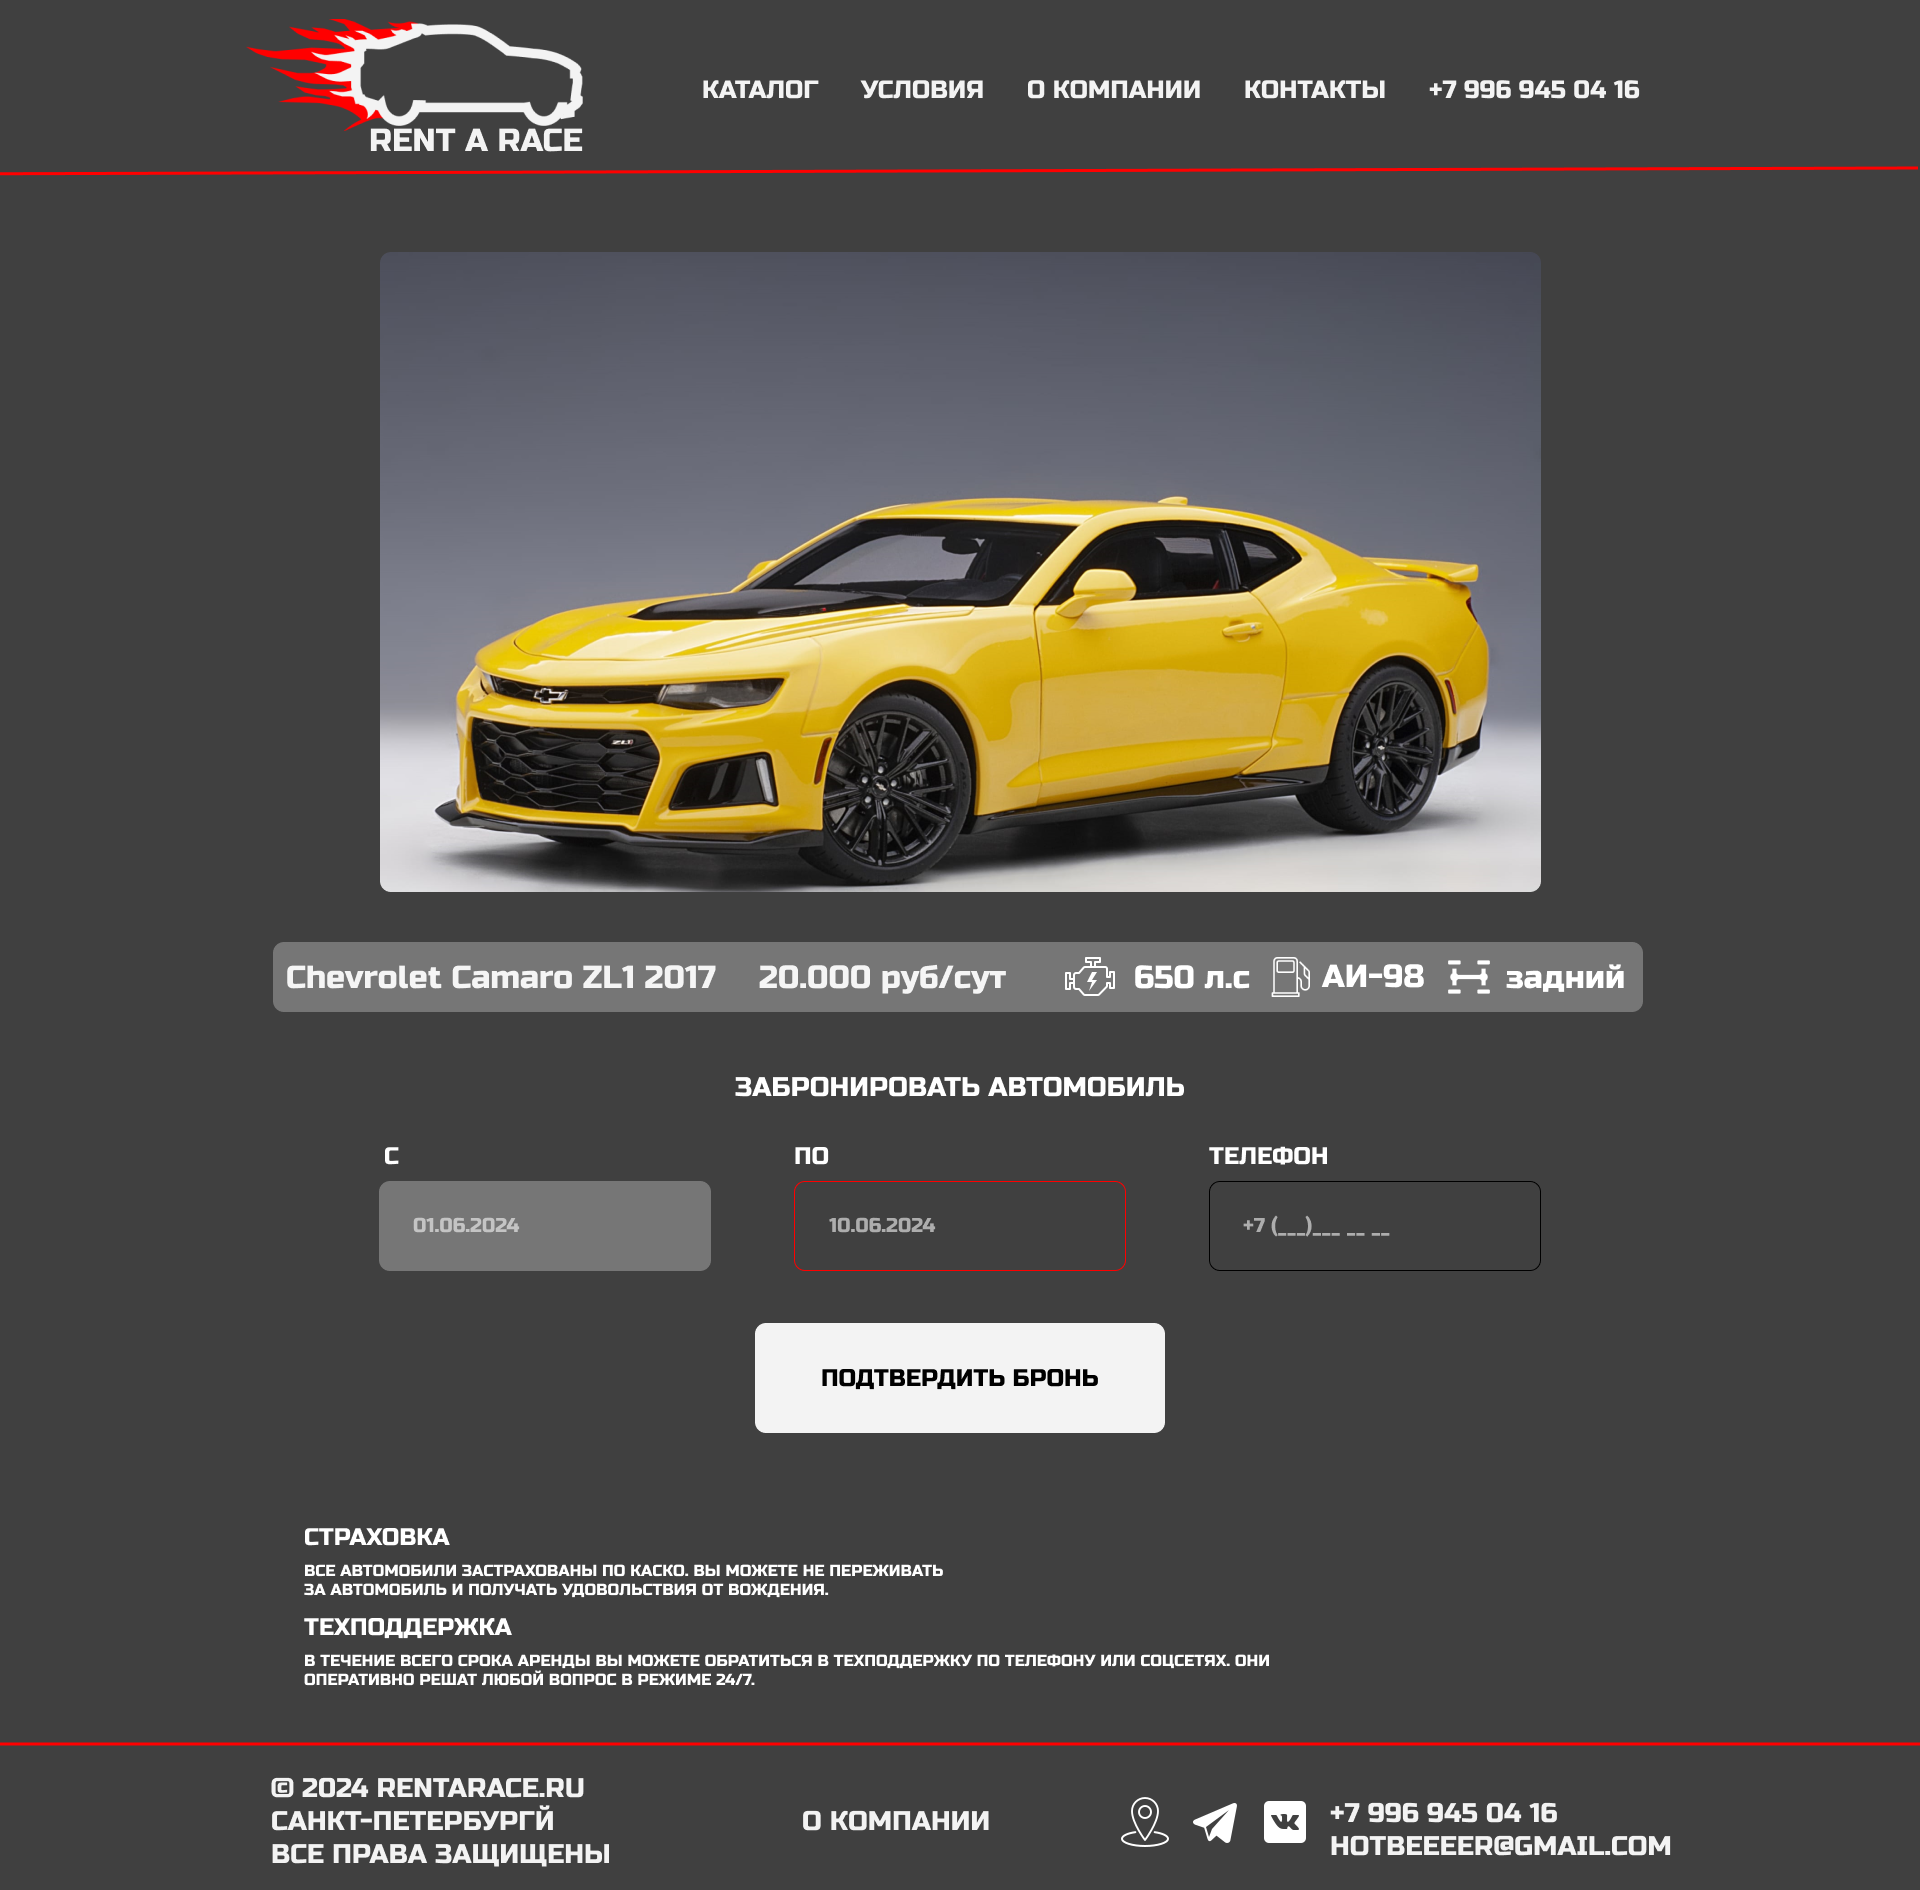 RENT A RACE
КАТАЛОГ УСЛОВИЯ О КОМПАНИИ КОНТАКТЫ +7 996 945 04 16
ZL1
Chevrolet Camaro ZL1 2017 20.000 руб/сут 650 л.с АИ-98 задний
ЗАБРОНИРОВАТЬ АВТОМОБИЛЬ
С ПО ТЕЛЕФОН
01.06.2024 10.06.2024 +7 (___)___ __ __
ПОДТВЕРДИТЬ БРОНЬ
СТРАХОВКА
ВСЕ АВТОМОБИЛИ ЗАСТРАХОВАНЫ ПО КАСКО. ВЫ МОЖЕТЕ НЕ ПЕРЕЖИВАТЬ
ЗА АВТОМОБИЛЬ И ПОЛУЧАТЬ УДОВОЛЬСТВИЯ ОТ ВОЖДЕНИЯ.
ТЕХПОДДЕРЖКА
В ТЕЧЕНИЕ ВСЕГО СРОКА АРЕНДЫ ВЫ МОЖЕТЕ ОБРАТИТЬСЯ В ТЕХПОДДЕРЖКУ ПО ТЕЛЕФОНУ ИЛИ СОЦСЕТЯХ. ОНИ
ОПЕРАТИВНО РЕШАТ ЛЮБОЙ ВОПРОС В РЕЖИМЕ 24/7.
© 2024 RENTARACE.RU
САНКТ-ПЕТЕРБУРГЙ
ВСЕ ПРАВА ЗАЩИЩЕНЫ
О КОМПАНИИ
+7 996 945 04 16
HOTBEEEER@GMAIL.COM